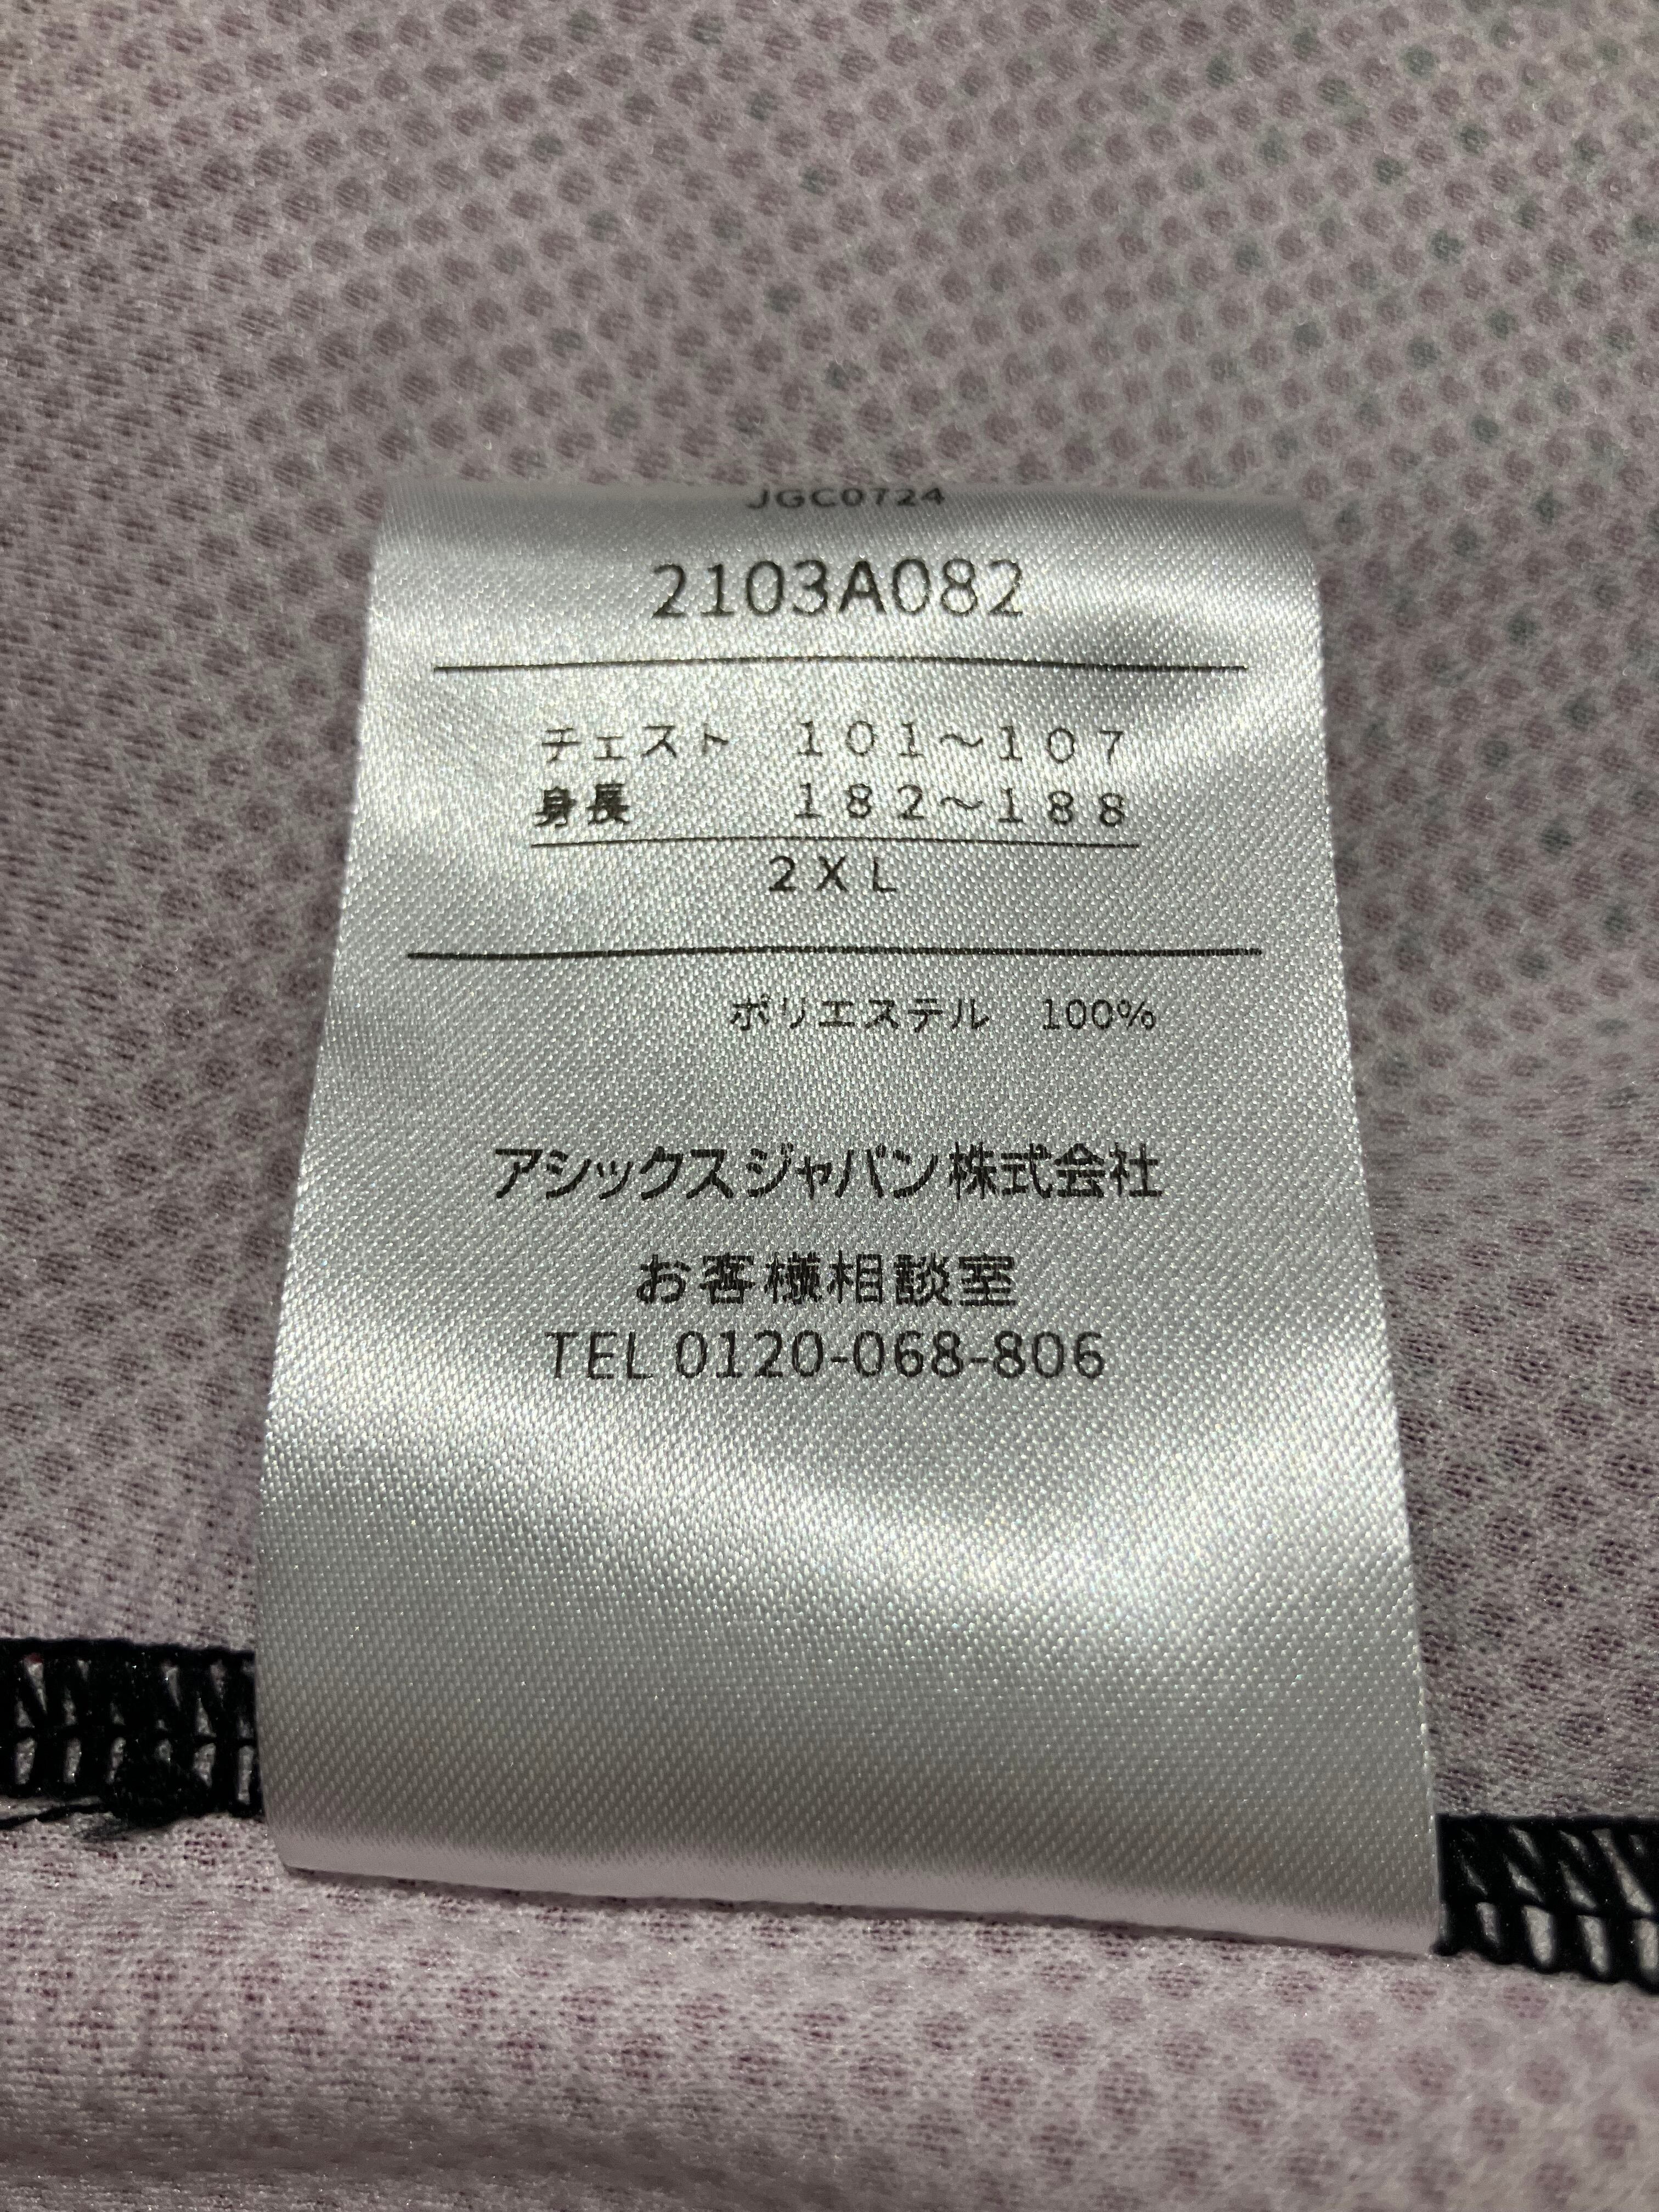 JGC0724
2103A082
チェスト　１０１～１０７
身長　　　１８２～１８８
２ＸＬ
ポリエステル　100%
アシックスジャパン株式会社
お客様相談室
TEL 0120-068-806